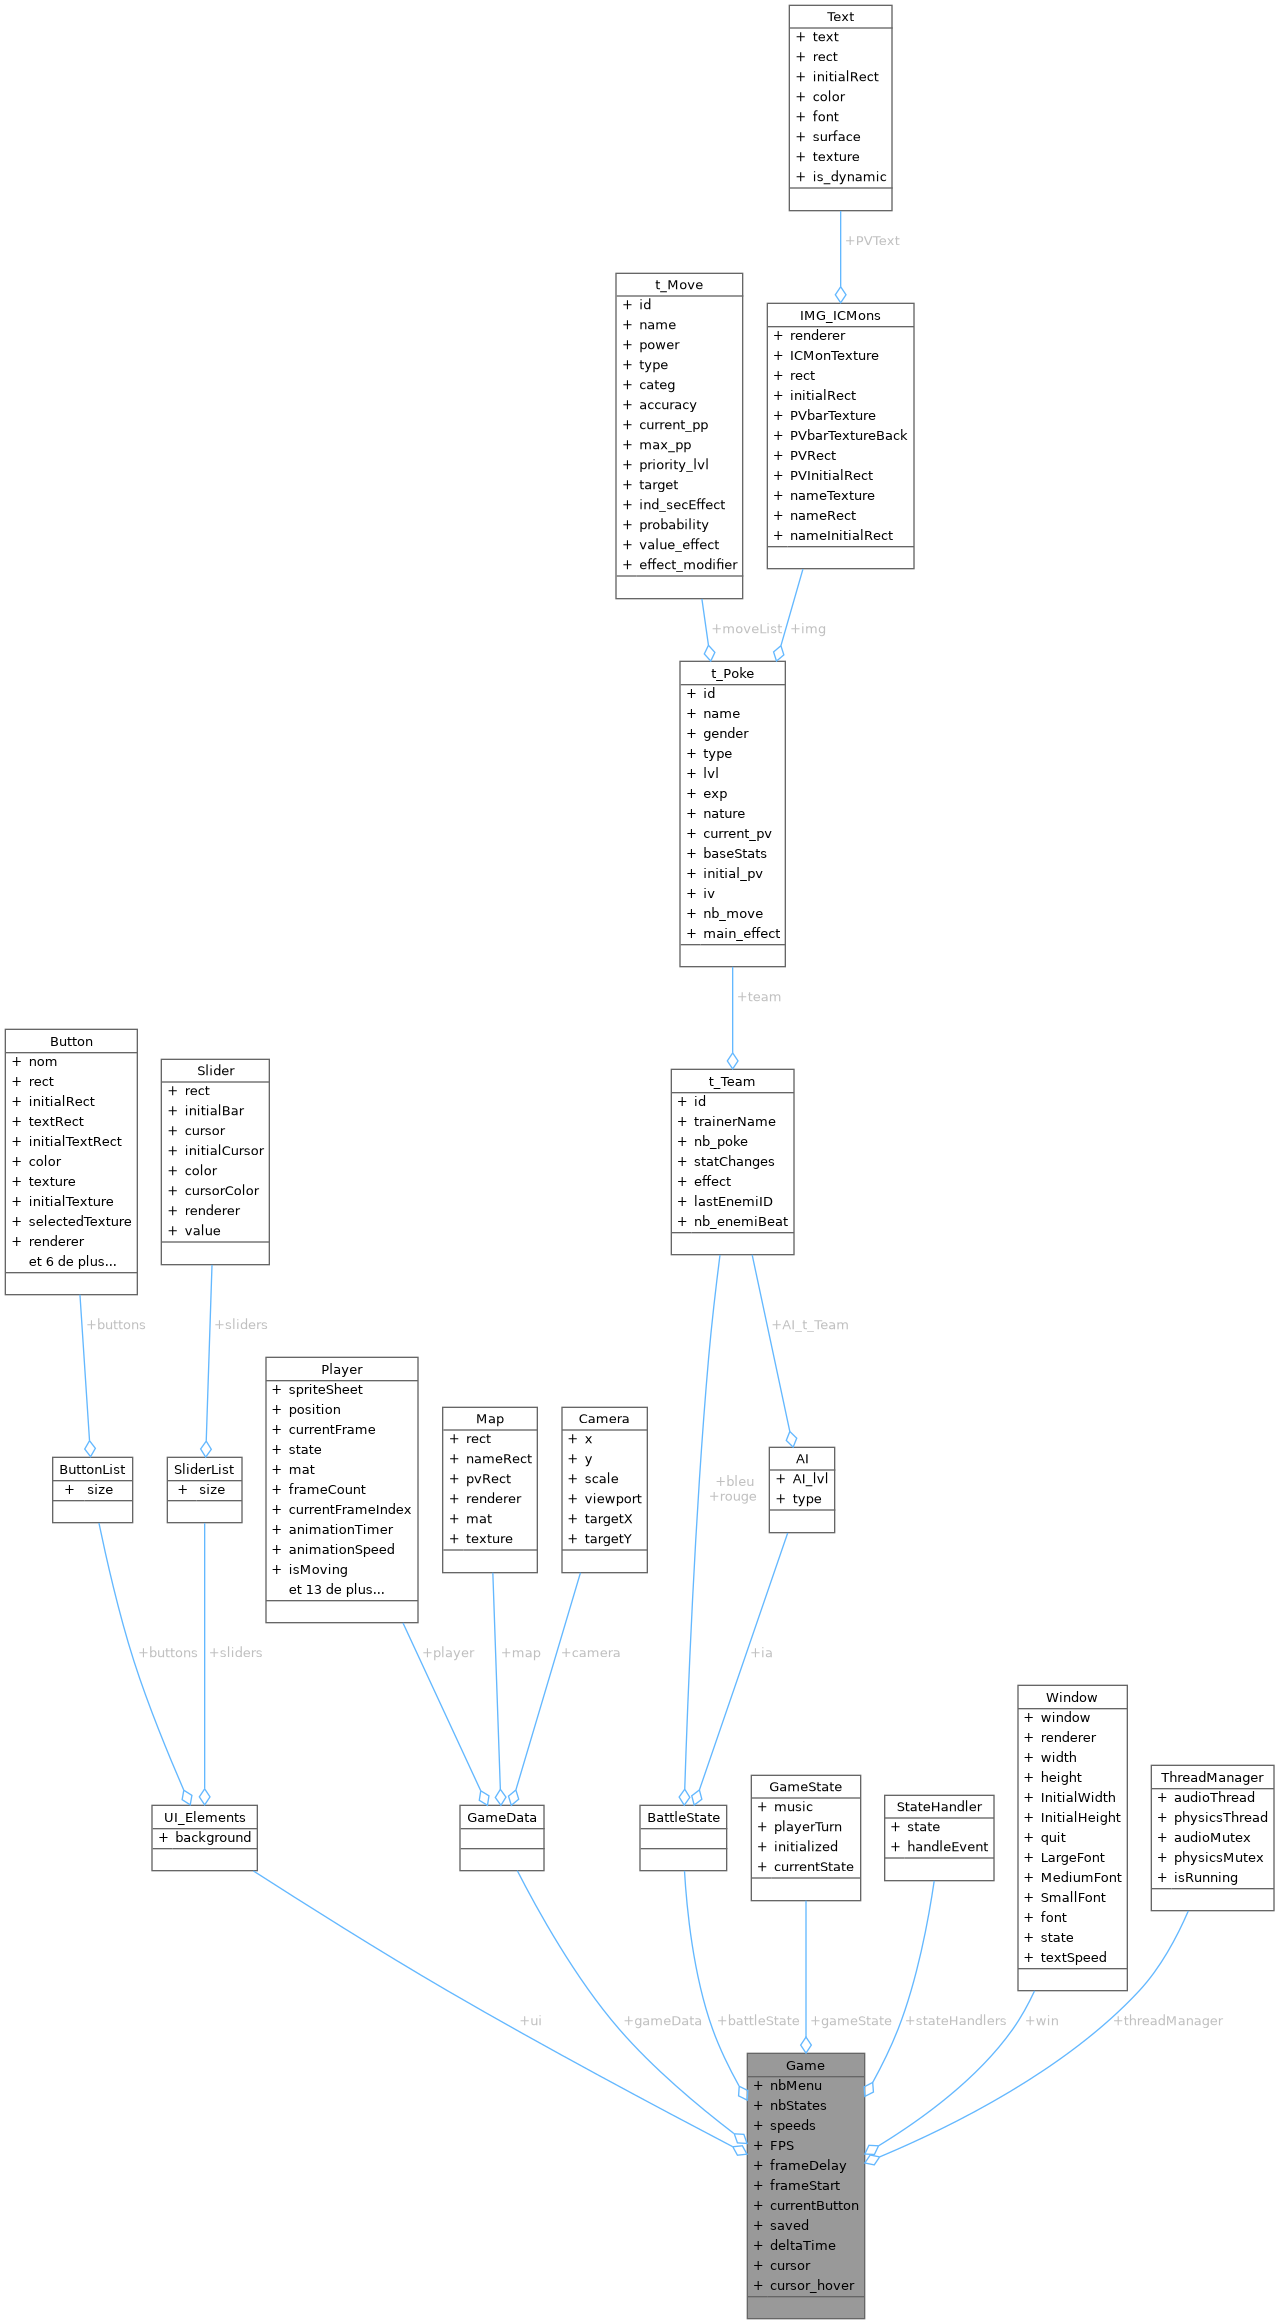 Text
+ text
+ rect
+ initialRect
+ color
+ font
+ surface
+ texture
+ is_dynamic
+PVText
t_Move
+ id
+ name
+ power
+ type
+ categ
+ accuracy
+ current_pp
+ max_pp
+ priority_lvl
+ target
+ ind_secEffect
+ probability
+ value_effect
+ effect_modifier
IMG_ICMons
+ renderer
+ ICMonTexture
+ rect
+ initialRect
+ PVbarTexture
+ PVbarTextureBack
+ PVRect
+ PVInitialRect
+ nameTexture
+ nameRect
+ nameInitialRect
+moveList
+img
t_Poke
+ id
+ name
+ gender
+ type
+ lvl
+ exp
+ nature
+ current_pv
+ baseStats
+ initial_pv
+ iv
+ nb_move
+ main_effect
+team
Button
+ nom
+ rect
+ initialRect
+ textRect
+ initialTextRect
+ color
+ texture
+ initialTexture
+ selectedTexture
+ renderer
et 6 de plus...
Slider
+ rect
+ initialBar
+ cursor
+ initialCursor
+ color
+ cursorColor
+ renderer
+ value
t_Team
+ id
+ trainerName
+ nb_poke
+ statChanges
+ effect
+ lastEnemiID
+ nb_enemiBeat
+buttons
+sliders
+AI_t_Team
Player
+ spriteSheet
+ position
+ currentFrame
+ state
+ mat
+ frameCount
+ currentFrameIndex
+ animationTimer
+ animationSpeed
+ isMoving
et 13 de plus...
Map
+ rect
+ nameRect
+ pvRect
+ renderer
+ mat
+ texture
Camera
+ x
+ y
+ scale
+ viewport
+ targetX
+ targetY
ButtonList
+ size
SliderList
+ size
+bleu
+rouge
AI
+ AI_lvl
+ type
+buttons
+sliders
+player
+map
+camera
+ia
UI_Elements
+ background
GameData
BattleState
GameState
+ music
+ playerTurn
+ initialized
+ currentState
StateHandler
+ state
+ handleEvent
Window
+ window
+ renderer
+ width
+ height
+ InitialWidth
+ InitialHeight
+ quit
+ LargeFont
+ MediumFont
+ SmallFont
+ font
+ state
+ textSpeed
ThreadManager
+ audioThread
+ physicsThread
+ audioMutex
+ physicsMutex
+ isRunning
+ui
+gameData
+battleState
+gameState
+stateHandlers
+win
+threadManager
Game
+ nbMenu
+ nbStates
+ speeds
+ FPS
+ frameDelay
+ frameStart
+ currentButton
+ saved
+ deltaTime
+ cursor
+ cursor_hover